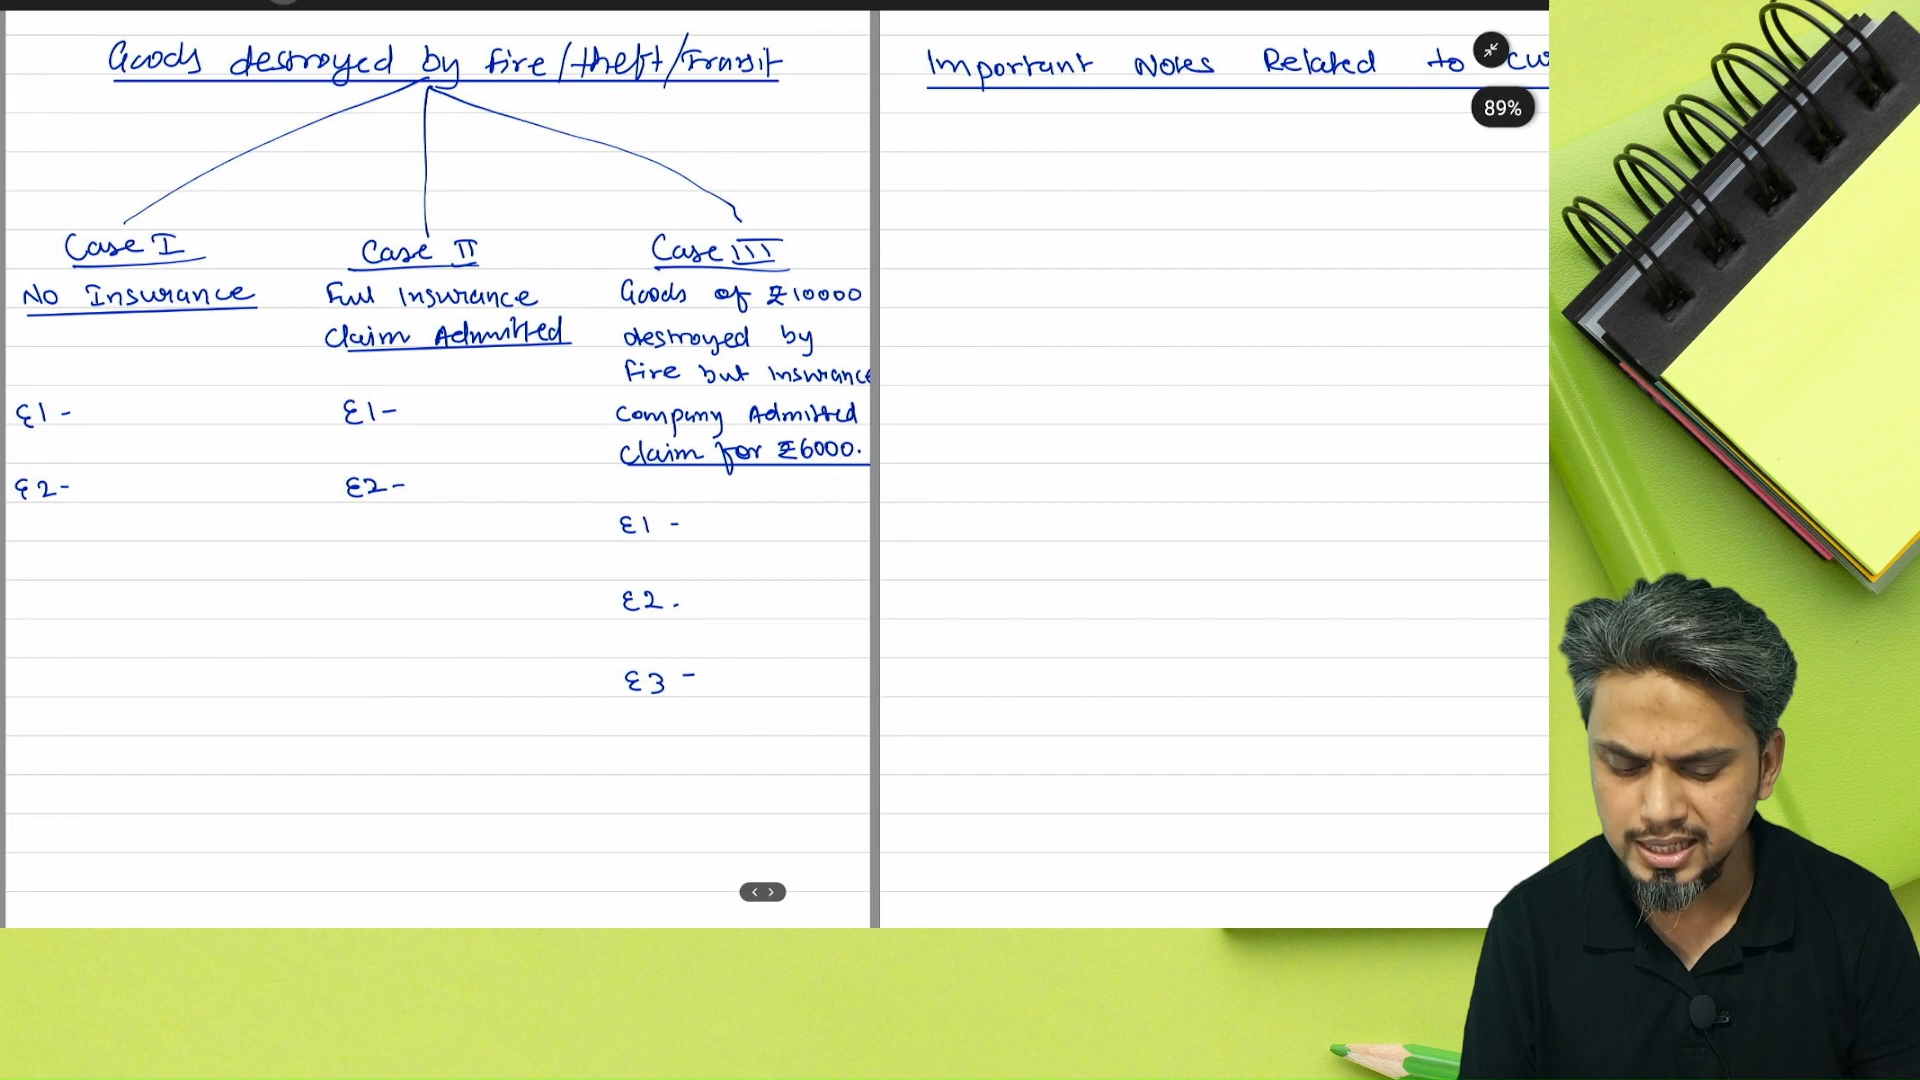 Goods destroyed by fire/theft/Transit
Case I
No Insurance
E1 -
E2-
Case II
Full Insurance
Claim Admitted
E1-
E2-
Case III
Goods of ₹10000
destroyed by
fire but insurance
Company Admitted
Claim for ₹6000.
E1 -
E2.
E3 -
Important Notes Related to
89%